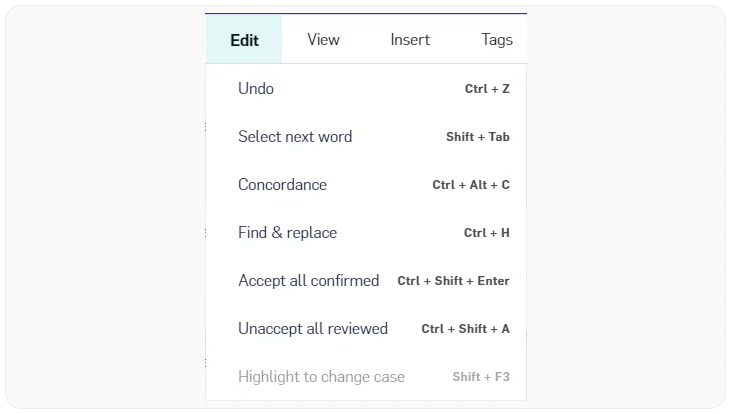 Edit View Insert Tags
Undo Ctrl + Z
Select next word Shift + Tab
Concordance Ctrl + Alt + C
Find & replace Ctrl + H
Accept all confirmed Ctrl + Shift + Enter
Unaccept all reviewed Ctrl + Shift + A
Highlight to change case Shift + F3